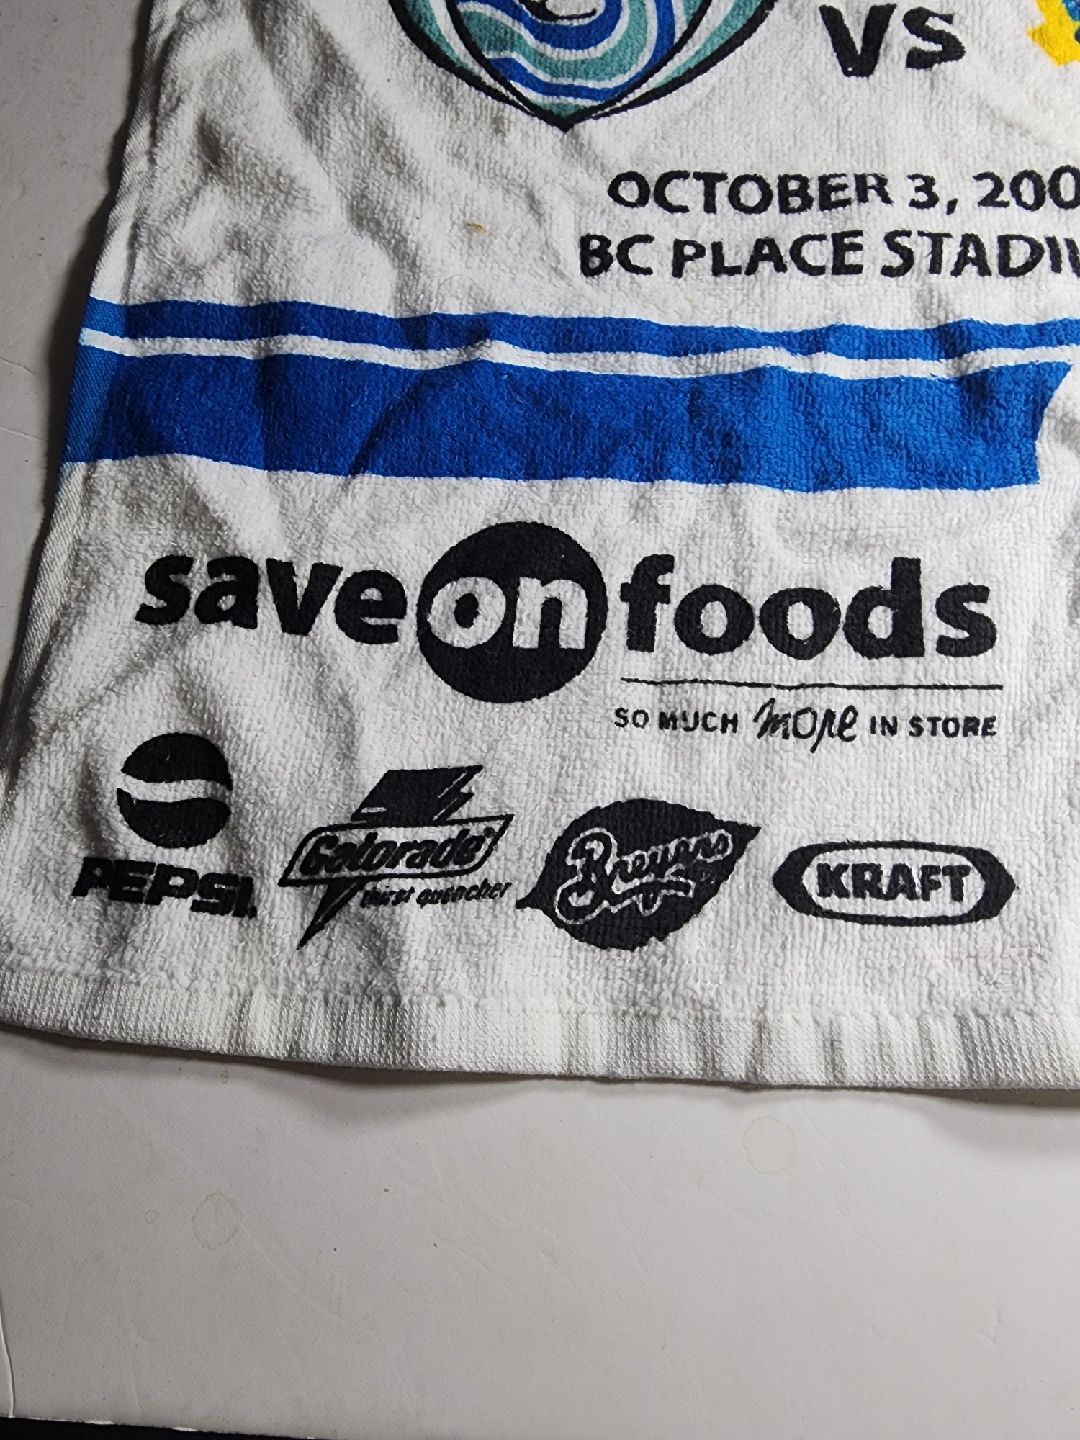 VS
OCTOBER 3, 200
BC PLACE STADIU
save on foods
SO MUCH more IN STORE
PEPSI
Gatorade
thirst quencher
Breyers
KRAFT